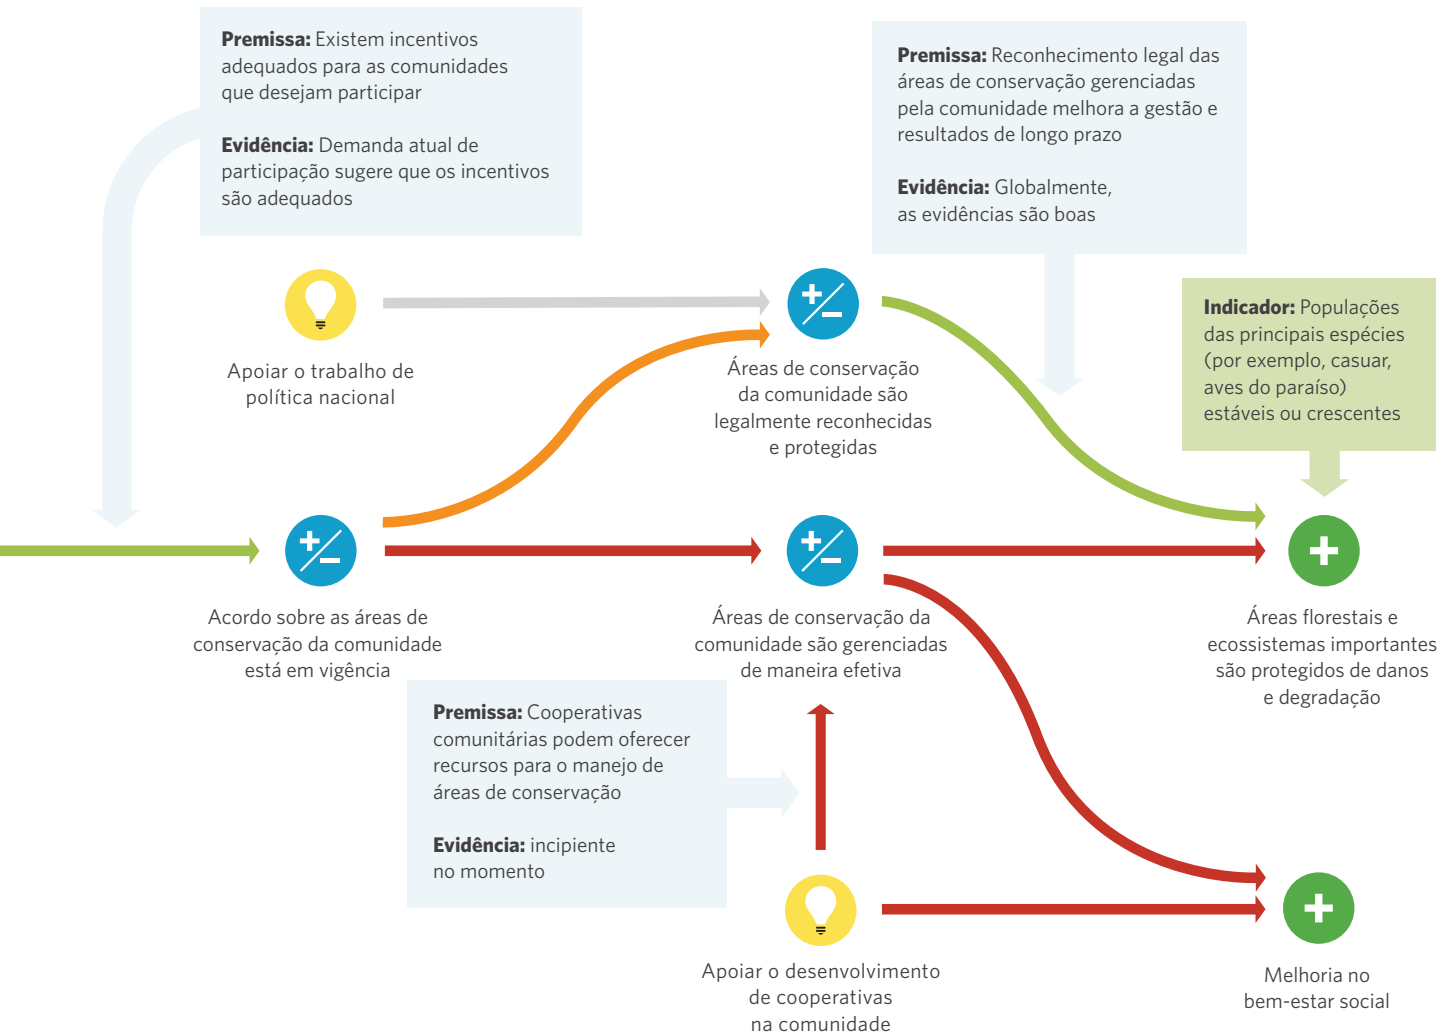 Premissa: Existem incentivos
adequados para as comunidades
que desejam participar
Evidência: Demanda atual de
participação sugere que os incentivos
são adequados
Premissa: Reconhecimento legal das
áreas de conservação gerenciadas
pela comunidade melhora a gestão e
resultados de longo prazo
Evidência: Globalmente,
as evidências são boas
Indicador: Populações
das principais espécies
(por exemplo, casuar,
aves do paraíso)
estáveis ou crescentes
Apoiar o trabalho de
política nacional
Áreas de conservação
da comunidade são
legalmente reconhecidas
e protegidas
Acordo sobre as áreas de
conservação da comunidade
está em vigência
Áreas de conservação da
comunidade são gerenciadas
de maneira efetiva
Áreas florestais e
ecossistemas importantes
são protegidos de danos
e degradação
Premissa: Cooperativas
comunitárias podem oferecer
recursos para o manejo de
áreas de conservação
Evidência: incipiente
no momento
Apoiar o desenvolvimento
de cooperativas
na comunidade
Melhoria no
bem-estar social